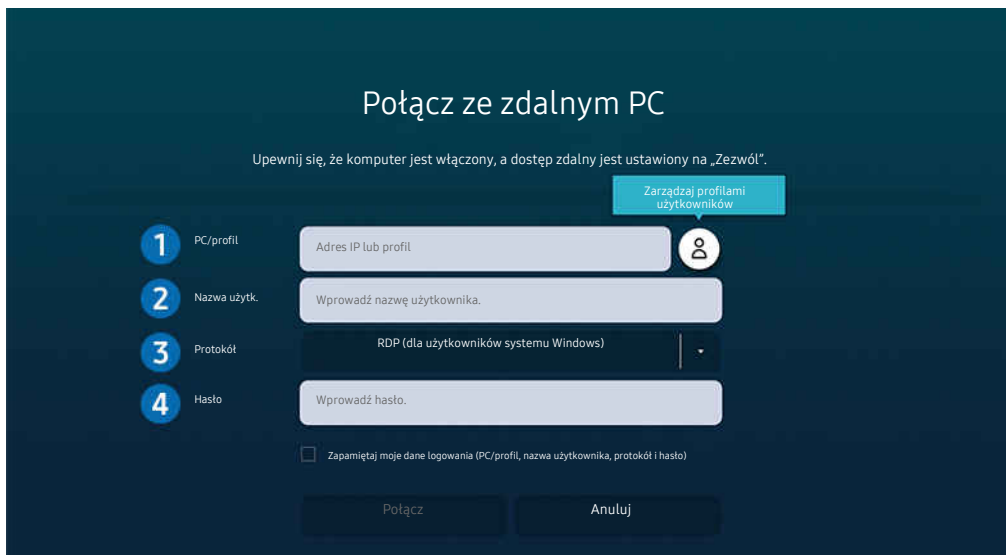 Połącz ze zdalnym PC
Upewnij się, że komputer jest włączony, a dostęp zdalny jest ustawiony na „Zezwól”.
Zarządzaj profilami
użytkowników
1 PC/profil Adres IP lub profil
2 Nazwa użytk. Wprowadź nazwę użytkownika.
3 Protokół RDP (dla użytkowników systemu Windows)
4 Hasło Wprowadź hasło.
Zapamiętaj moje dane logowania (PC/profil, nazwa użytkownika, protokół i hasło)
Połącz Anuluj